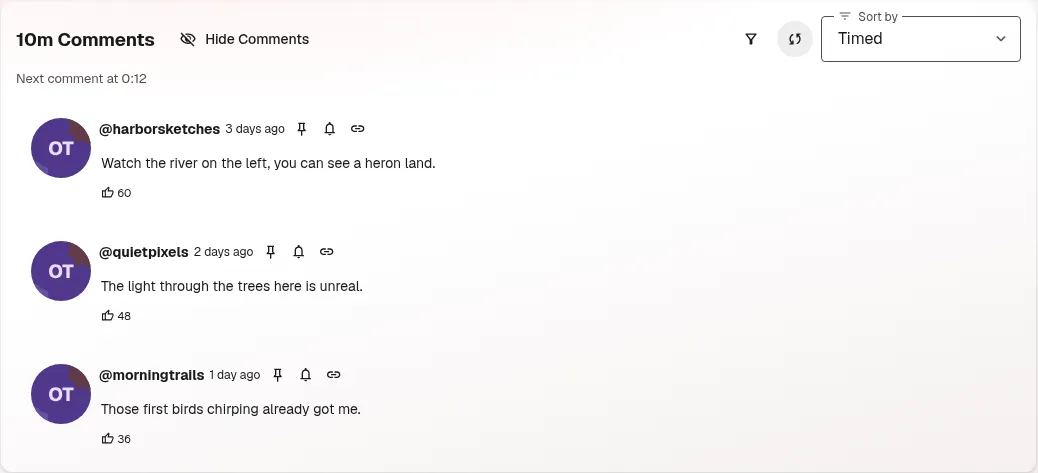 10m Comments
Hide Comments
Sort by
Timed
Next comment at 0:12
OT
@harborsketches 3 days ago
Watch the river on the left, you can see a heron land.
60
OT
@quietpixels 2 days ago
The light through the trees here is unreal.
48
OT
@morningtrails 1 day ago
Those first birds chirping already got me.
36